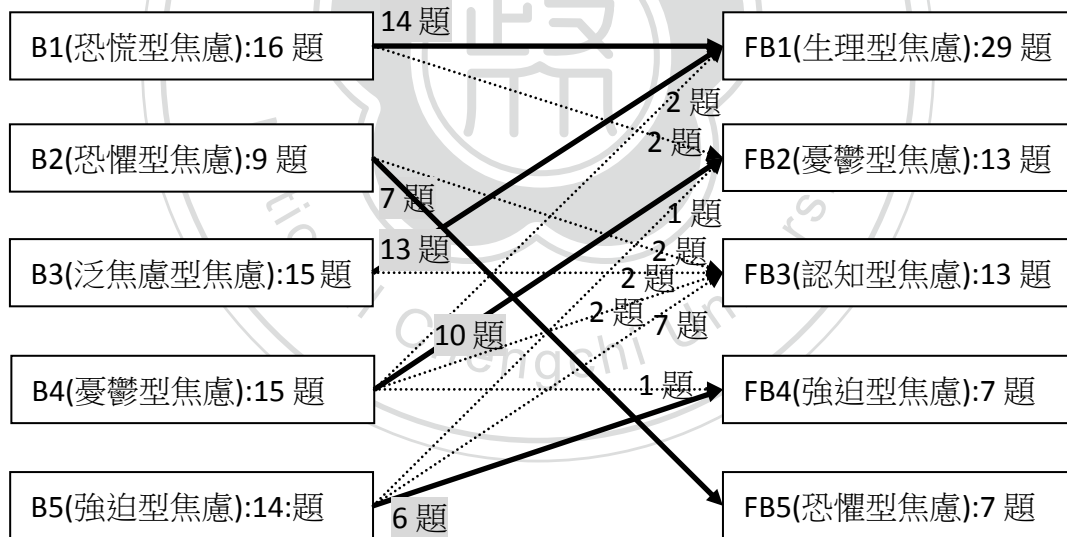 14 題
B1(恐慌型焦慮):16 題
FB1(生理型焦慮):29 題
2 題
2 題
B2(恐懼型焦慮):9 題
FB2(憂鬱型焦慮):13 題
7 題
1 題
13 題
2 題
B3(泛焦慮型焦慮):15 題
2 題
FB3(認知型焦慮):13 題
2 題
7 題
10 題
Chengchi Un
B4(憂鬱型焦慮):15 題
1 題
FB4(強迫型焦慮):7 題
B5(強迫型焦慮):14:題
6 題
FB5(恐懼型焦慮):7 題